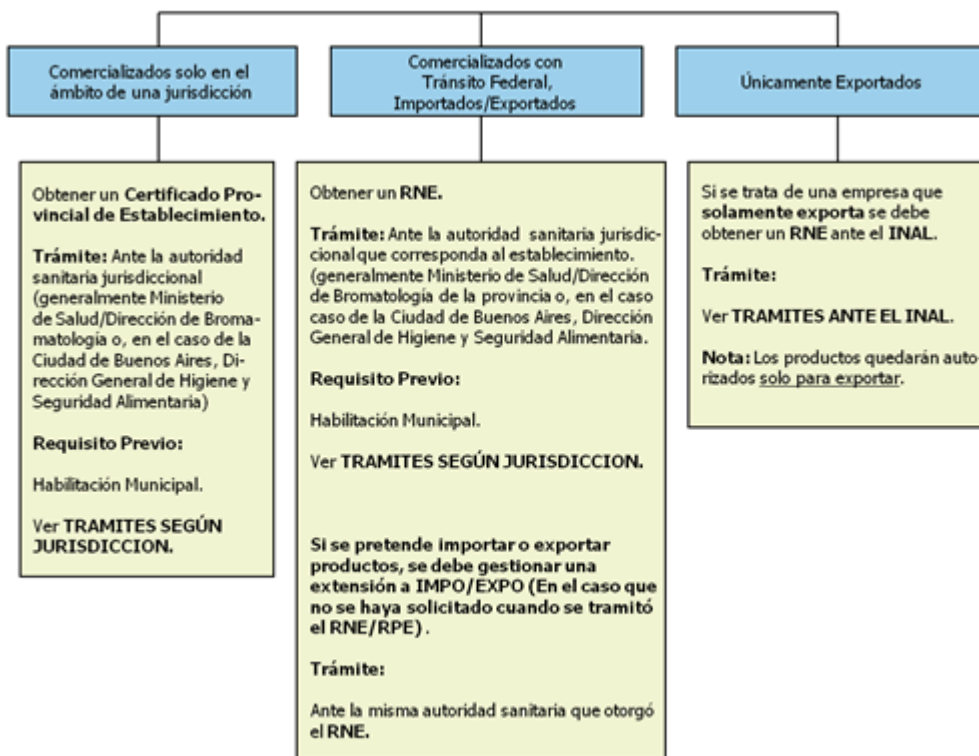 Comercializados solo en el
ámbito de una jurisdicción
Comercializados con
Tránsito Federal,
Importados/Exportados
Únicamente Exportados
Obtener un Certificado Pro-
vincial de Establecimiento.
Trámite: Ante la autoridad
sanitaria jurisdiccional
(generalmente Ministerio
de Salud/Dirección de Broma-
matología o, en el caso de la
Ciudad de Buenos Aires, Di-
rección General de Higiene y
Seguridad Alimentaria)
Requisito Previo:
Habilitación Municipal.
Ver TRAMITES SEGÚN
JURISDICCION.
Obtener un RNE.
Trámite: Ante la autoridad sanitaria jurisdic-
cional que corresponda al establecimiento.
(generalmente Ministerio de Salud/Dirección
de Bromatología de la provincia o, en el caso
caso de la Ciudad de Buenos Aires, Dirección
General de Higiene y Seguridad Alimentaria.
Requisito Previo:
Habilitación Municipal.
Ver TRAMITES SEGÚN JURISDICCION.
Si se pretende importar o exportar
productos, se debe gestionar una
extensión a IMPO/EXPO (En el caso que
no se haya solicitado cuando se tramitó
el RNE/RPE).
Trámite:
Ante la misma autoridad sanitaria que otorgó
el RNE.
Si se trata de una empresa que
solamente exporta se debe
obtener un RNE ante el INAL.
Trámite:
Ver TRAMITES ANTE EL INAL.
Nota: Los productos quedarán auto-
rizados solo para exportar.